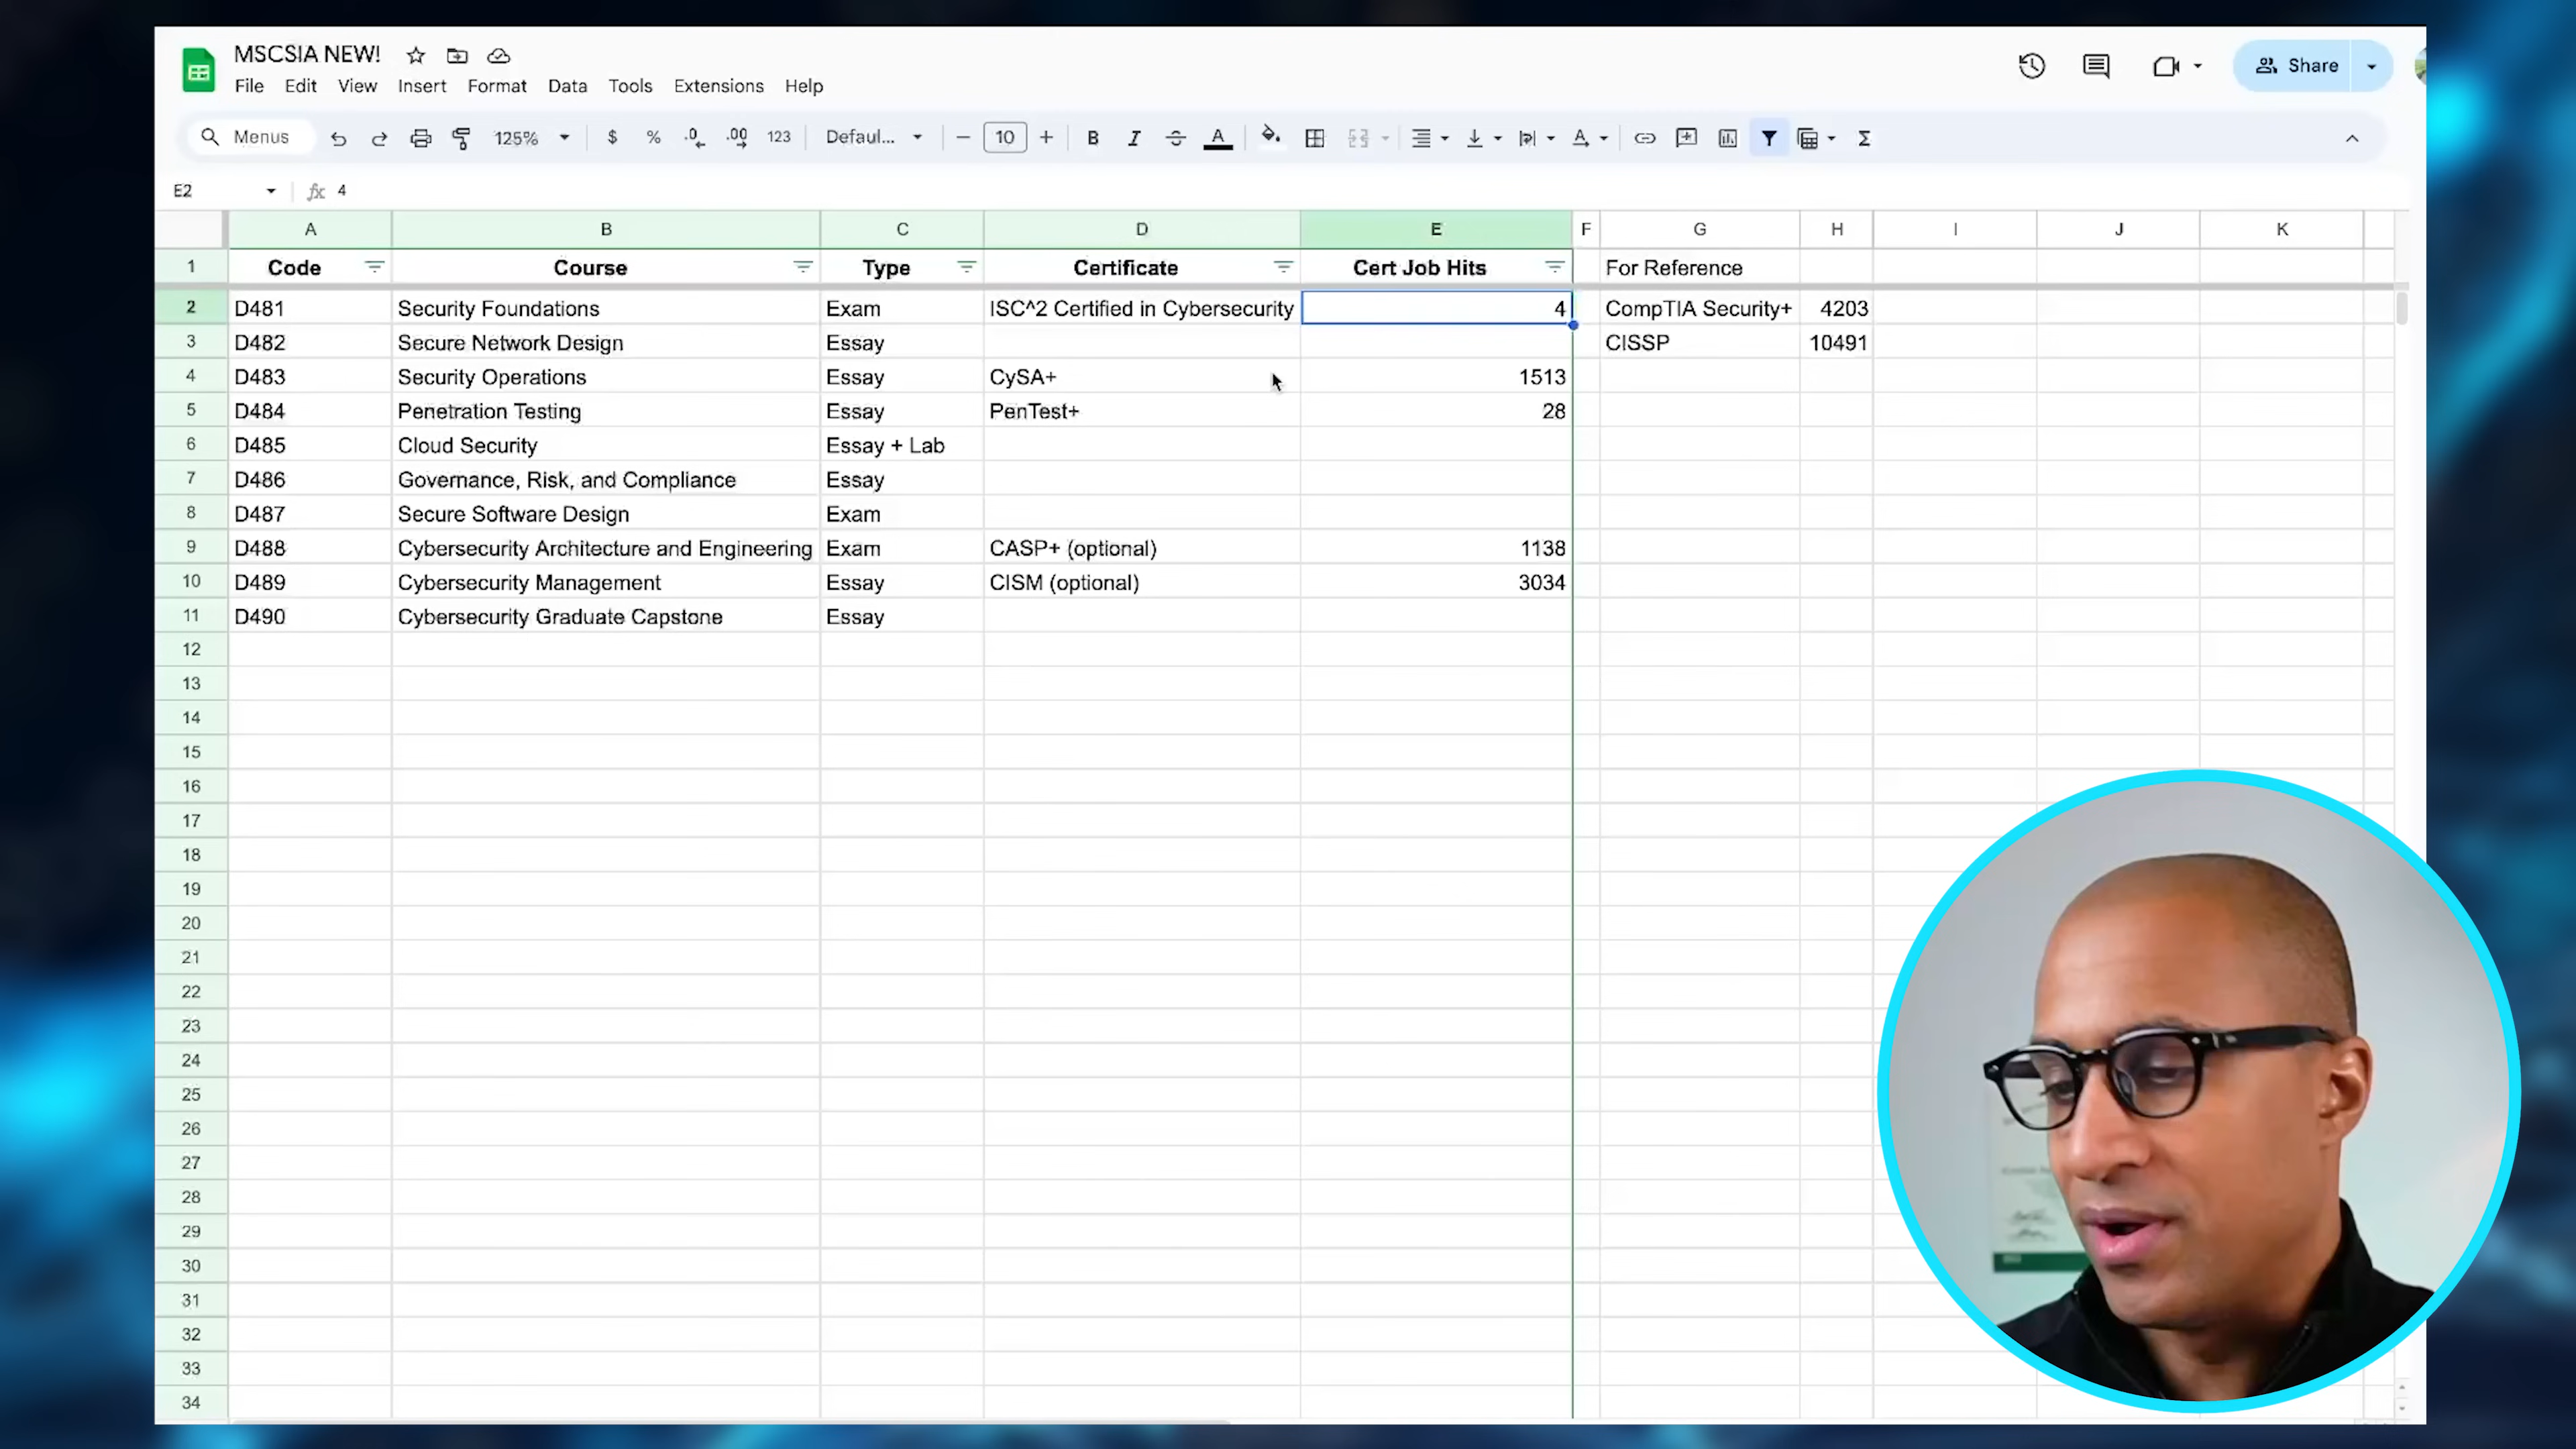 MSCSIA NEW!
File Edit View Insert Format Data Tools Extensions Help
Share
Menus 125% $ % .0 .00 123 Defaul... 10 B I A A Σ
E2 fx 4
A B C D E F G H I J K
1 Code Course Type Certificate Cert Job Hits For Reference
2 D481 Security Foundations Exam ISC^2 Certified in Cybersecurity 4 CompTIA Security+ 4203
3 D482 Secure Network Design Essay CISSP 10491
4 D483 Security Operations Essay CySA+ 1513
5 D484 Penetration Testing Essay PenTest+ 28
6 D485 Cloud Security Essay + Lab
7 D486 Governance, Risk, and Compliance Essay
8 D487 Secure Software Design Exam
9 D488 Cybersecurity Architecture and Engineering Exam CASP+ (optional) 1138
10 D489 Cybersecurity Management Essay CISM (optional) 3034
11 D490 Cybersecurity Graduate Capstone Essay
12
13
14
15
16
17
18
19
20
21
22
23
24
25
26
27
28
29
30
31
32
33
34